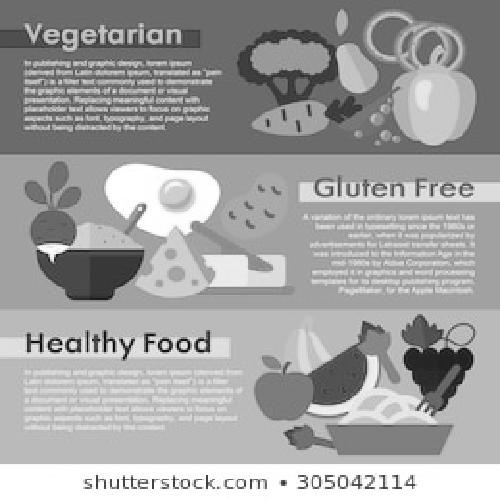 Vegetarian
In publishing and graphic design, lorem ipsum
(derived from Latin dolorem ipsum, translated as "pain
itself") is a filler text commonly used to demonstrate
the graphic elements of a document or visual
presentation. Replacing meaningful content with
placeholder text allows viewers to focus on graphic
aspects such as font, typography, and page layout
without being distracted by the content.
Gluten Free
A variation of the ordinary lorem ipsum text has
been used in typesetting since the 1960s or
earlier, when it was popularized by
advertisements for Letraset transfer sheets. It
was introduced to the Information Age in the
mid-1980s by Aldus Corporation, which
employed it in graphics and word processing
templates for its desktop publishing program,
PageMaker, for the Apple Macintosh.
Healthy Food
In publishing and graphic design, lorem ipsum (derived from
Latin dolorem ipsum, translated as "pain itself") is a filler
text commonly used to demonstrate the graphic elements of
a document or visual presentation. Replacing meaningful
content with placeholder text allows viewers to focus on
graphic aspects such as font, typography, and page layout
without being distracted by the content.
shutterstock.com • 305042114